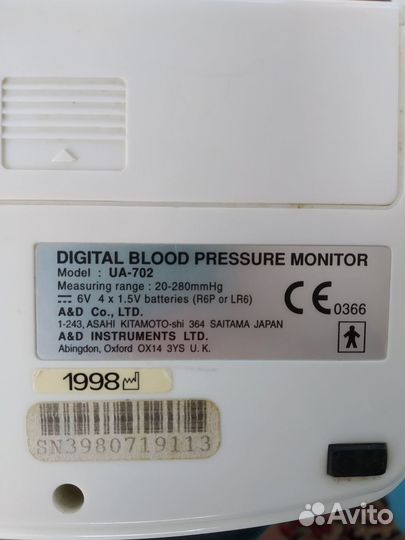 DIGITAL BLOOD PRESSURE MONITOR
Model : UA-702
Measuring range : 20-280mmHg
⎓ 6V 4 x 1.5V batteries (R6P or LR6)
A&D Co., LTD.
1-243, ASAHI KITAMOTO-shi 364 SAITAMA JAPAN
A&D INSTRUMENTS LTD.
Abingdon, Oxford OX14 3YS U. K.
CE 0366
1998
SN3980719113
Avito